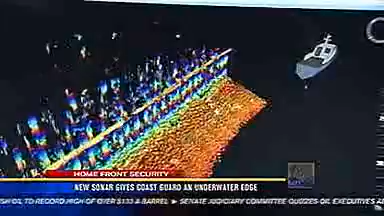 HOME FRONT SECURITY
NEW SONAR GIVES COAST GUARD AN UNDERWATER EDGE
OIL TO RECORD HIGH OF OVER $133 A BARREL ► SENATE JUDICIARY COMMITTEE QUIZZES OIL EXECUTIVES A